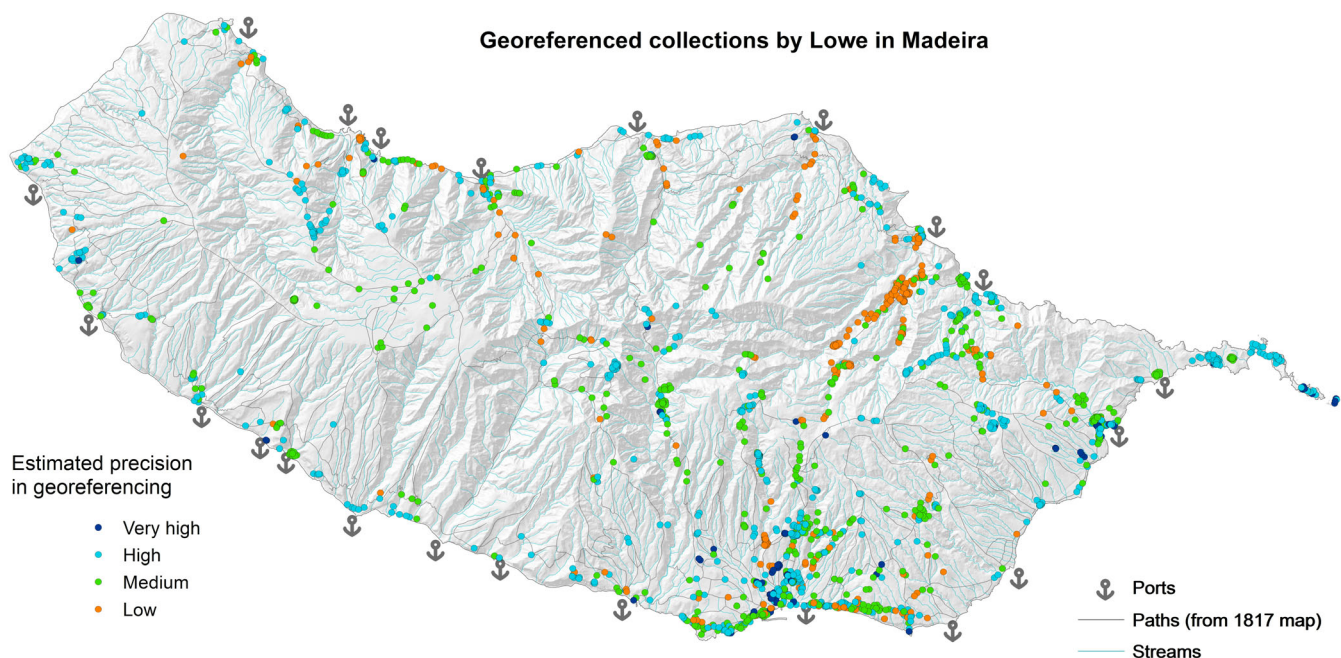 Georeferenced collections by Lowe in Madeira
Estimated precision
in georeferencing
Very high
High
Medium
Low
Ports
Paths (from 1817 map)
Streams